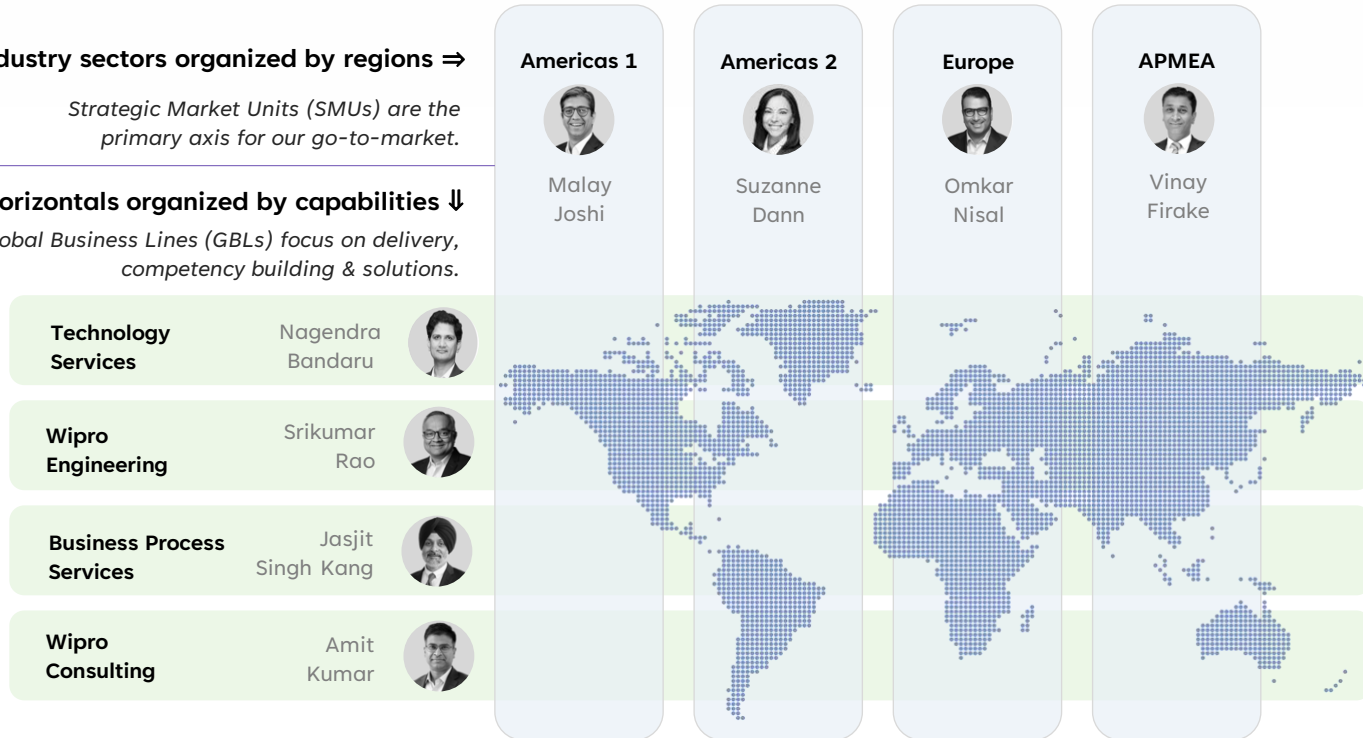 dustry sectors organized by regions ⇒
Strategic Market Units (SMUs) are the
primary axis for our go-to-market.
orizontals organized by capabilities ⇓
obal Business Lines (GBLs) focus on delivery,
competency building & solutions.
Americas 1
Malay
Joshi
Americas 2
Suzanne
Dann
Europe
Omkar
Nisal
APMEA
Vinay
Firake
Technology
Services
Nagendra
Bandaru
Wipro
Engineering
Srikumar
Rao
Business Process
Services
Jasjit
Singh Kang
Wipro
Consulting
Amit
Kumar